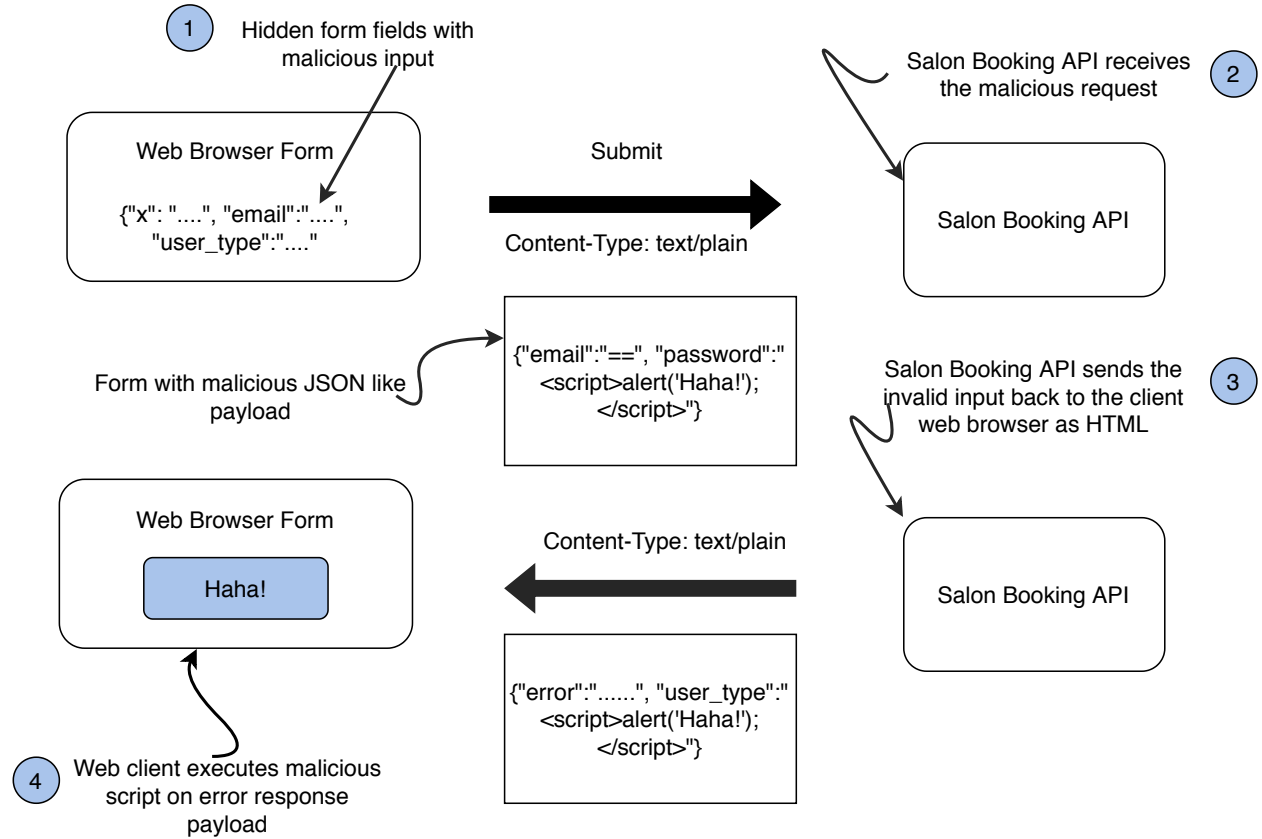 1
Hidden form fields with
malicious input
Salon Booking API receives
the malicious request
2
Web Browser Form
{"x": "....", "email":"....",
"user_type":"...."
Submit
Content-Type: text/plain
Salon Booking API
Form with malicious JSON like
payload
{"email":"==", "password":"
<script>alert('Haha!');
</script>"}
Salon Booking API sends the
invalid input back to the client
web browser as HTML
3
Web Browser Form
Haha!
Content-Type: text/plain
Salon Booking API
{"error":"......", "user_type":"
<script>alert('Haha!');
</script>"}
4
Web client executes malicious
script on error response
payload